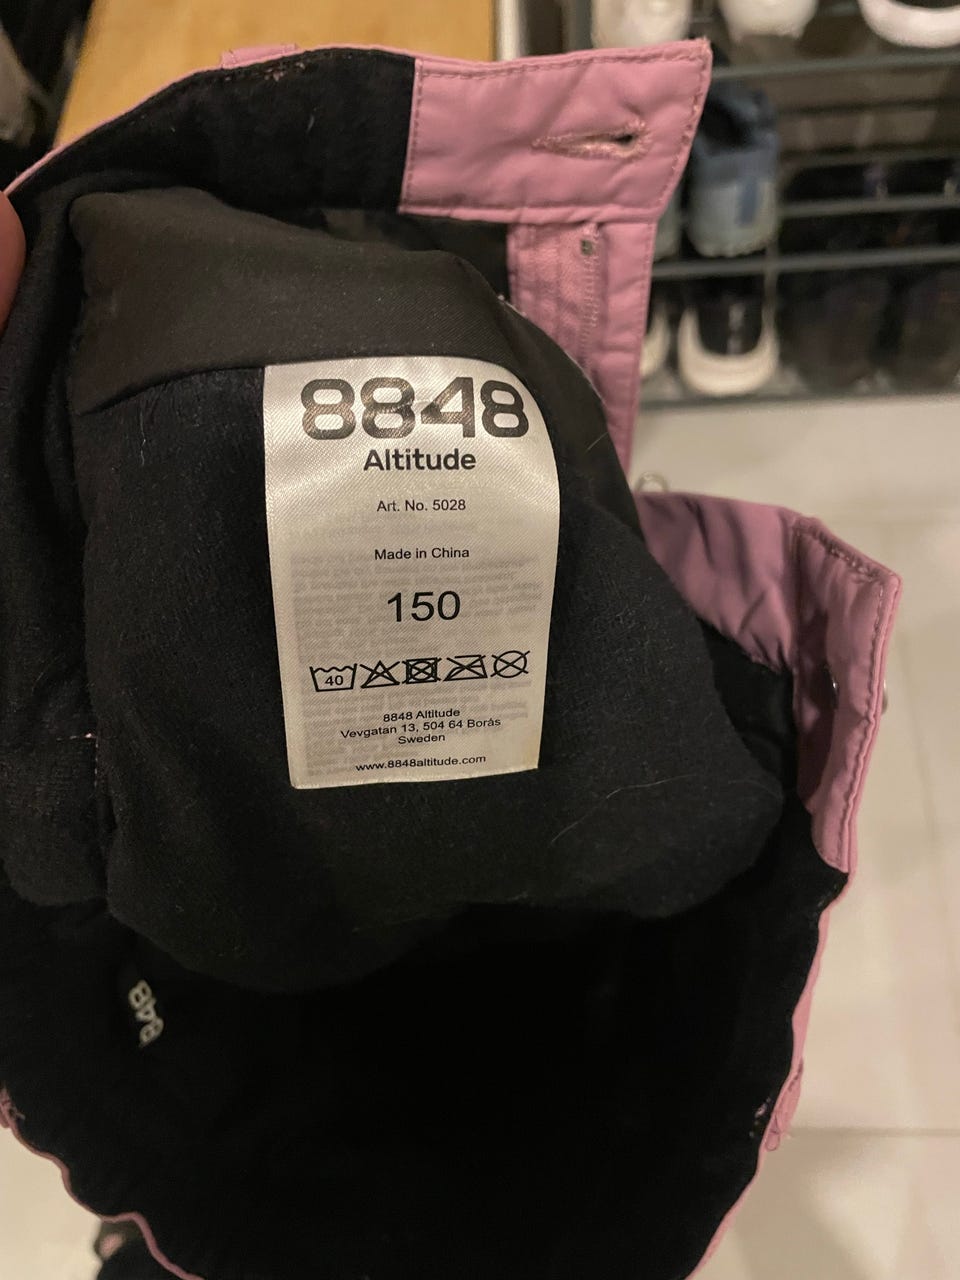 8848
Altitude
Art. No. 5028
Made in China
150
40
8848 Altitude
Vevgatan 13, 504 64 Borås
Sweden
www.8848altitude.com